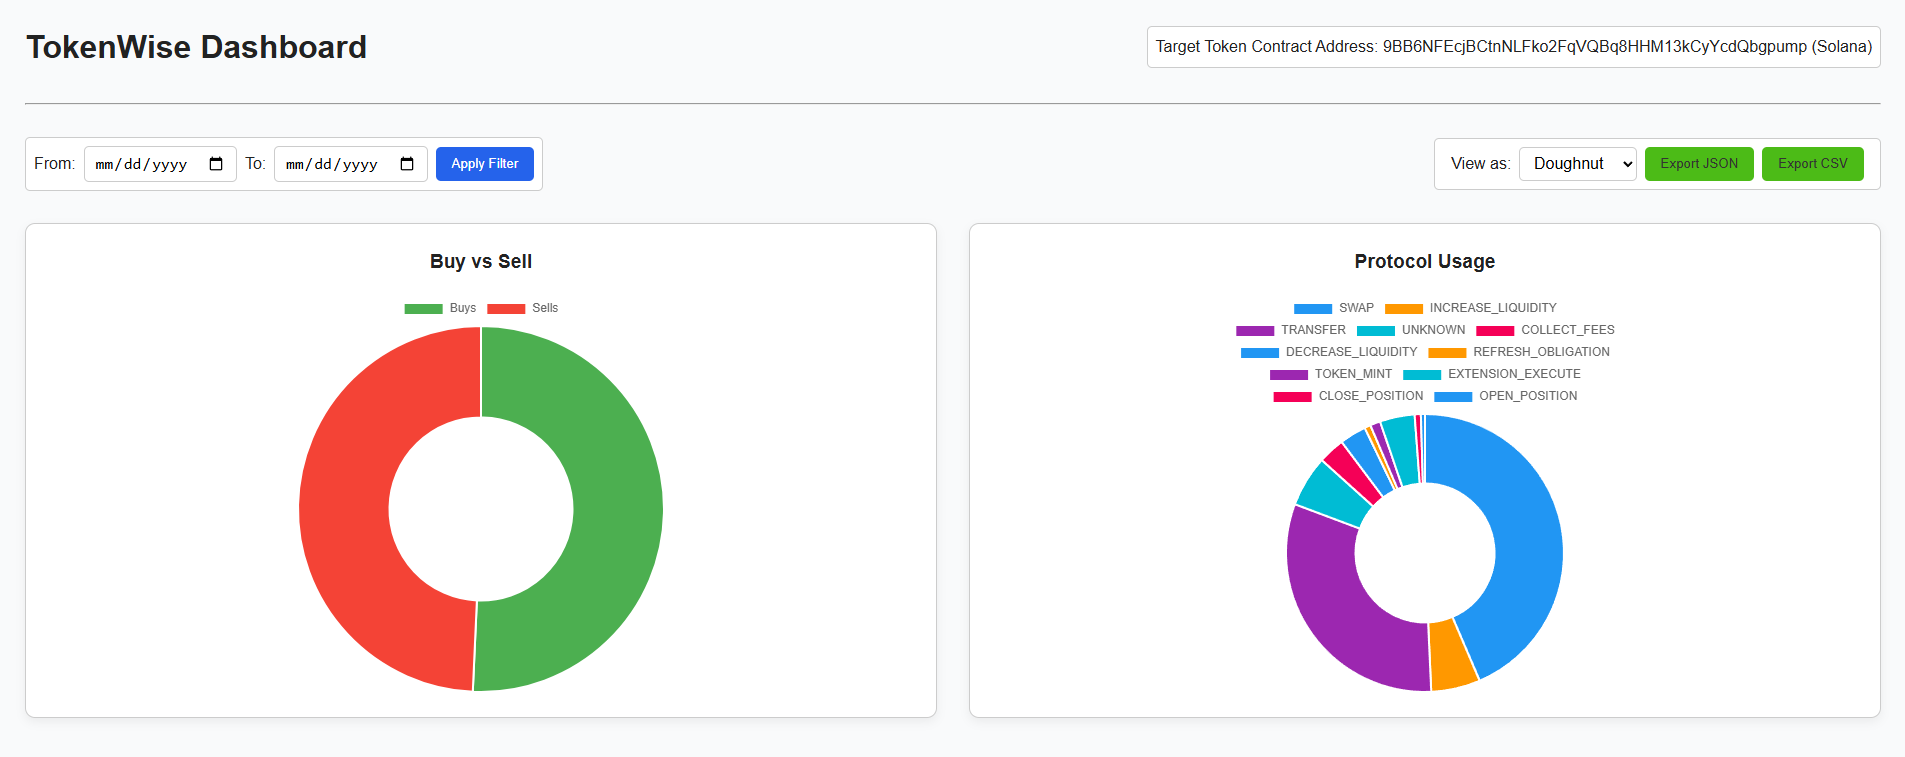 TokenWise Dashboard
Target Token Contract Address: 9BB6NFEcjBCtnNLFko2FqVQBq8HHM13kCyYcdQbgpump (Solana)
From: mm/dd/yyyy To: mm/dd/yyyy Apply Filter
View as: Doughnut Export JSON Export CSV
Buy vs Sell
Buys Sells
Protocol Usage
SWAP INCREASE_LIQUIDITY
TRANSFER UNKNOWN COLLECT_FEES
DECREASE_LIQUIDITY REFRESH_OBLIGATION
TOKEN_MINT EXTENSION_EXECUTE
CLOSE_POSITION OPEN_POSITION